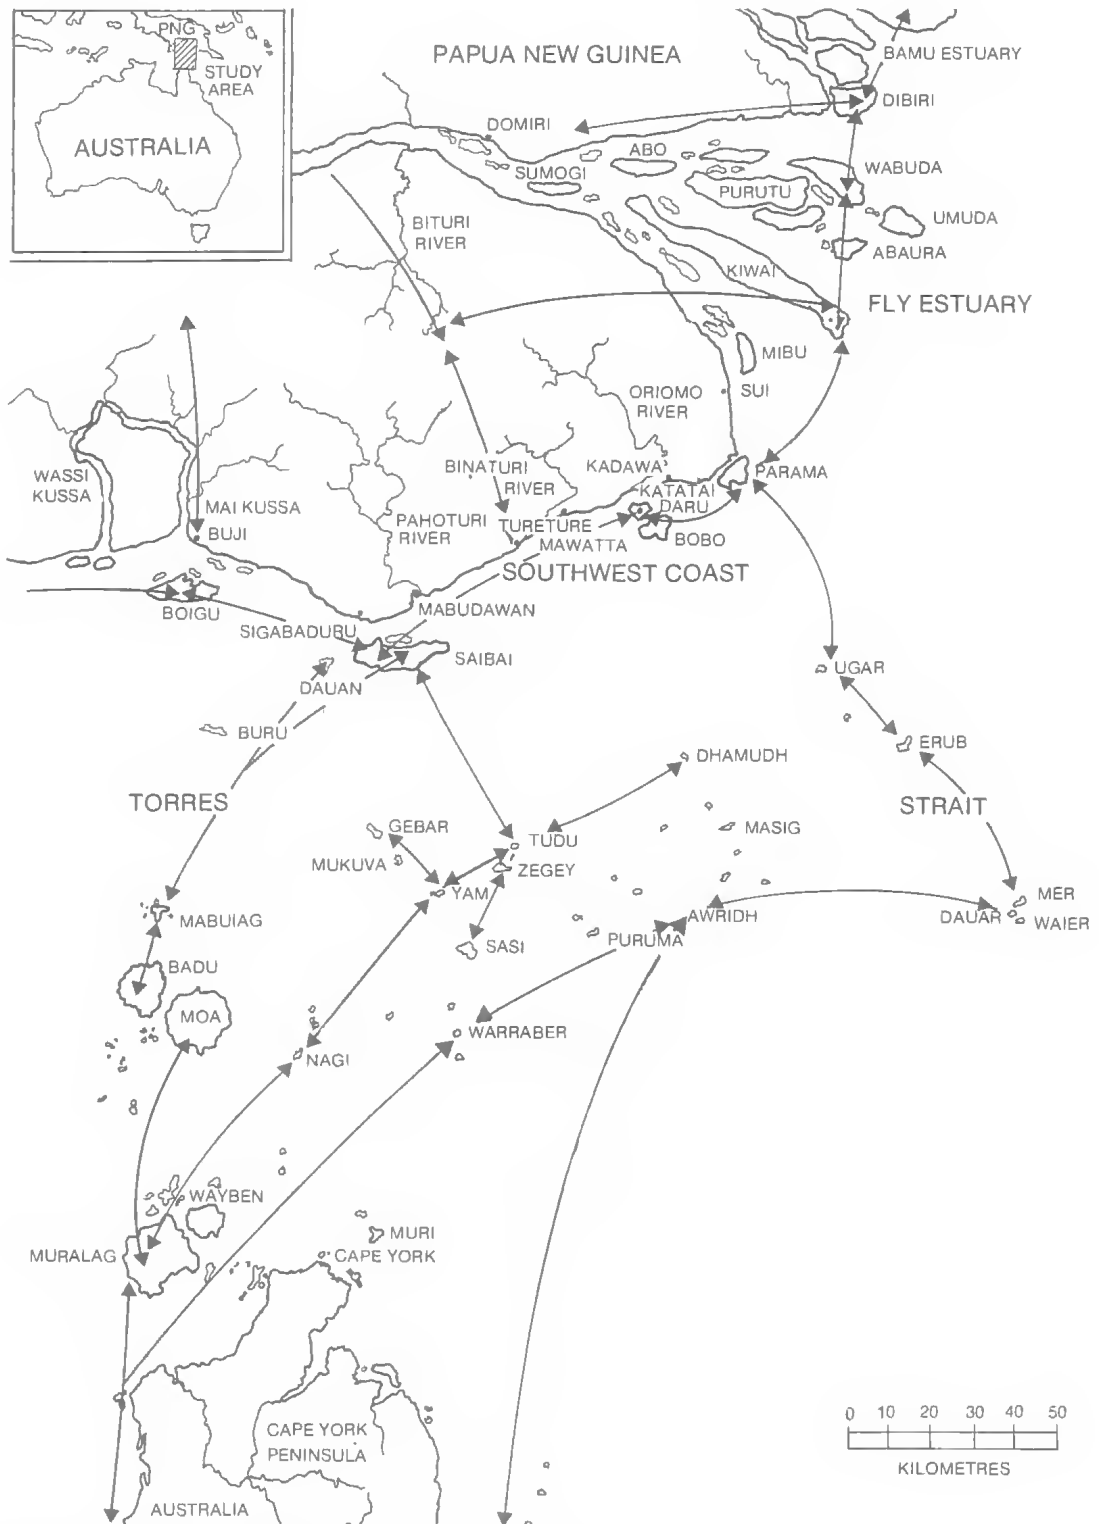 PNG
STUDY
AREA
AUSTRALIA
PAPUA NEW GUINEA
BAMU ESTUARY
DIBIRI
DOMIRI
ABO
SUMOGI
WABUDA
PURUTU
UMUDA
ABAURA
BITURI
RIVER
KIWAI
FLY ESTUARY
MIBU
SUI
ORIOMO
RIVER
WASSI
KUSSA
MAI KUSSA
BUJI
BINATURI
RIVER
KADAWA
PARAMA
KATATAI
DARU
PAHOTURI
RIVER
TURETURE
MAWATTA
BOBO
SOUTHWEST COAST
BOIGU
MABUDAWAN
SIGABADURU
SAIBAI
DAUAN
UGAR
BURU
ERUB
DHAMUDH
TORRES
STRAIT
GEBAR
MUKUVA
TUDU
ZEGEY
MASIG
YAM
MABUIAG
SASI
AWRIDH
PURUMA
MER
DAUAR
WAIER
BADU
MOA
WARRABER
NAGI
WAYBEN
MURALAG
MURI
CAPE YORK
CAPE YORK
PENINSULA
AUSTRALIA
0 10 20 30 40 50
KILOMETRES